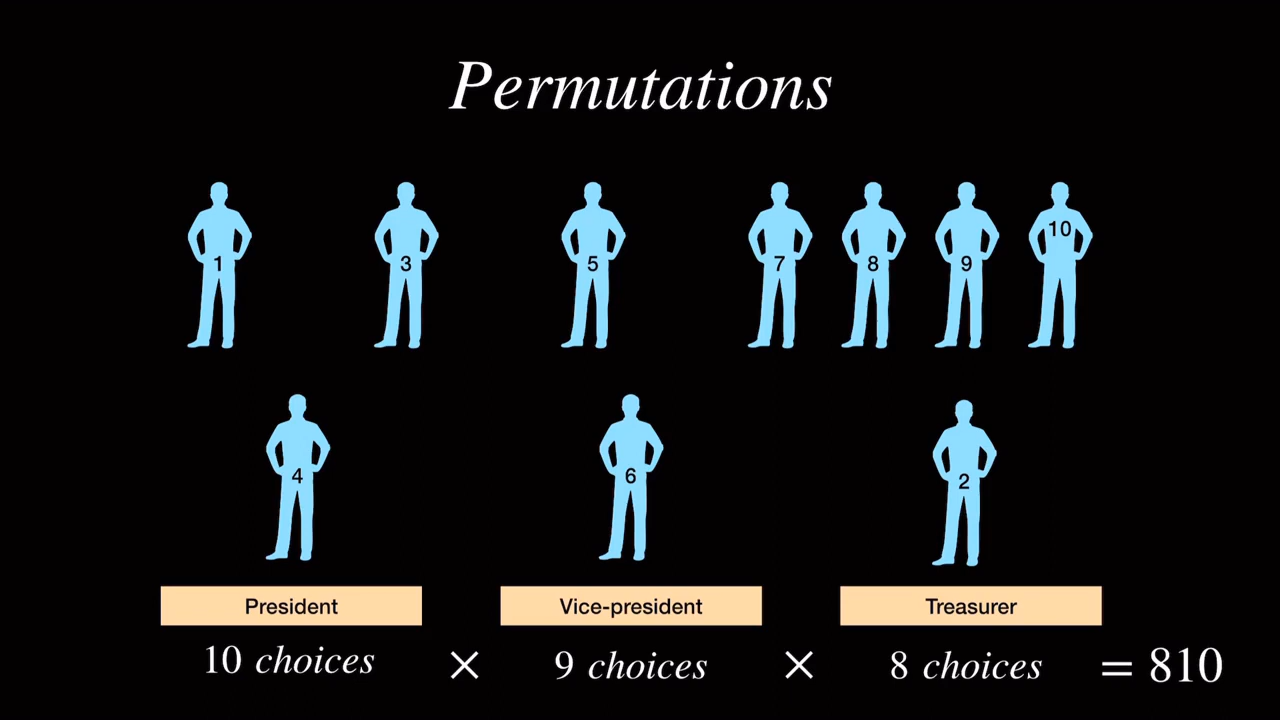 Permutations
1 3 5 7 8 9 10
4 6 2
President Vice-president Treasurer
10 choices × 9 choices × 8 choices = 810